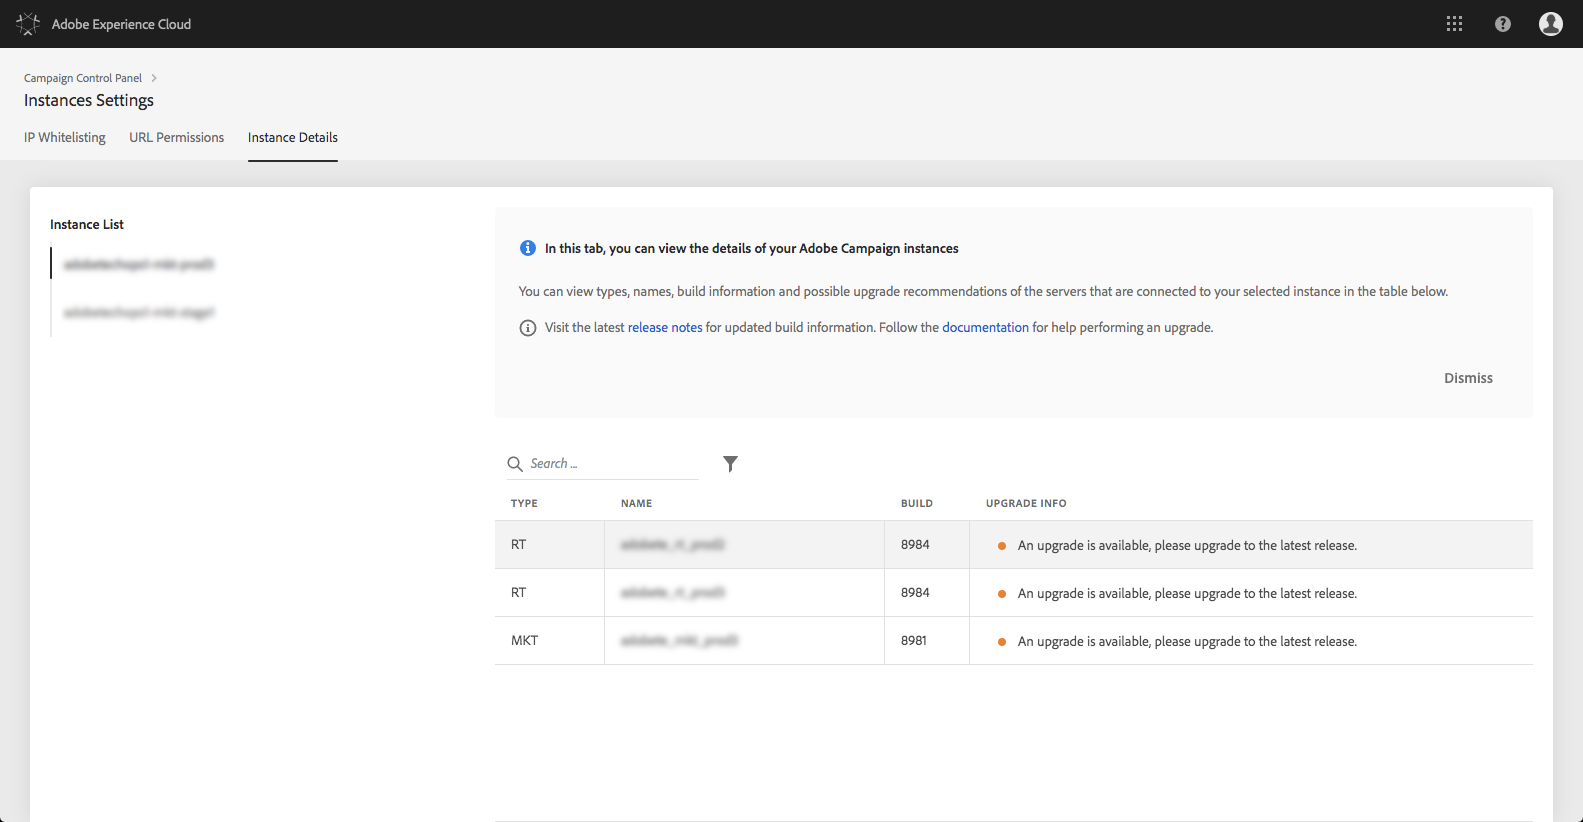 Adobe Experience Cloud
Campaign Control Panel
Instances Settings
IP Whitelisting
URL Permissions
Instance Details
Instance List
In this tab, you can view the details of your Adobe Campaign instances
You can view types, names, build information and possible upgrade recommendations of the servers that are connected to your selected instance in the table below.
Visit the latest release notes for updated build information. Follow the documentation for help performing an upgrade.
Dismiss
Search ...
TYPE NAME BUILD UPGRADE INFO
RT 8984 An upgrade is available, please upgrade to the latest release.
RT 8984 An upgrade is available, please upgrade to the latest release.
MKT 8981 An upgrade is available, please upgrade to the latest release.